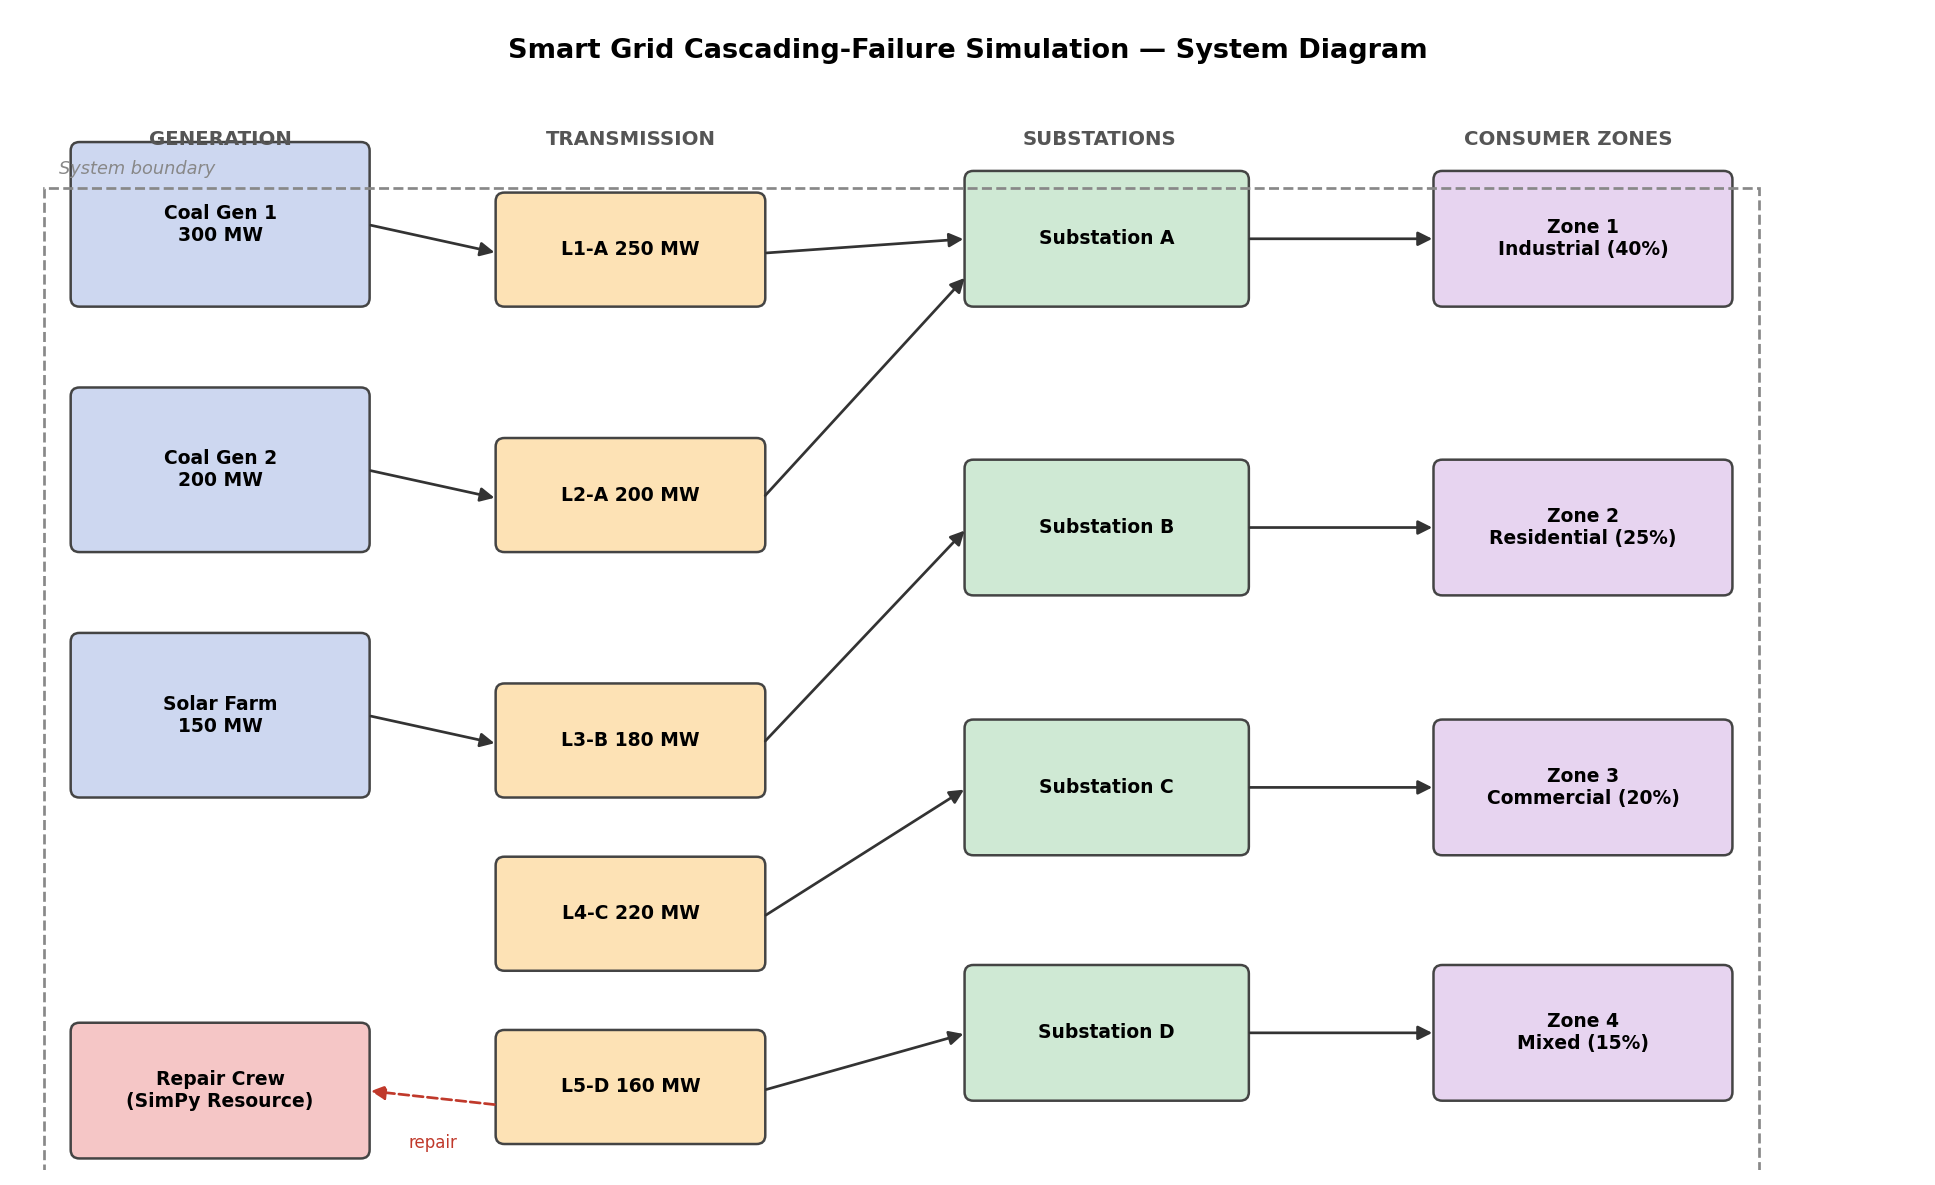 Smart Grid Cascading-Failure Simulation — System Diagram
GENERATION
TRANSMISSION
SUBSTATIONS
CONSUMER ZONES
System boundary
Coal Gen 1
300 MW
L1-A 250 MW
Substation A
Zone 1
Industrial (40%)
Coal Gen 2
200 MW
L2-A 200 MW
Substation B
Zone 2
Residential (25%)
Solar Farm
150 MW
L3-B 180 MW
Substation C
Zone 3
Commercial (20%)
L4-C 220 MW
Substation D
Zone 4
Mixed (15%)
Repair Crew
(SimPy Resource)
L5-D 160 MW
repair